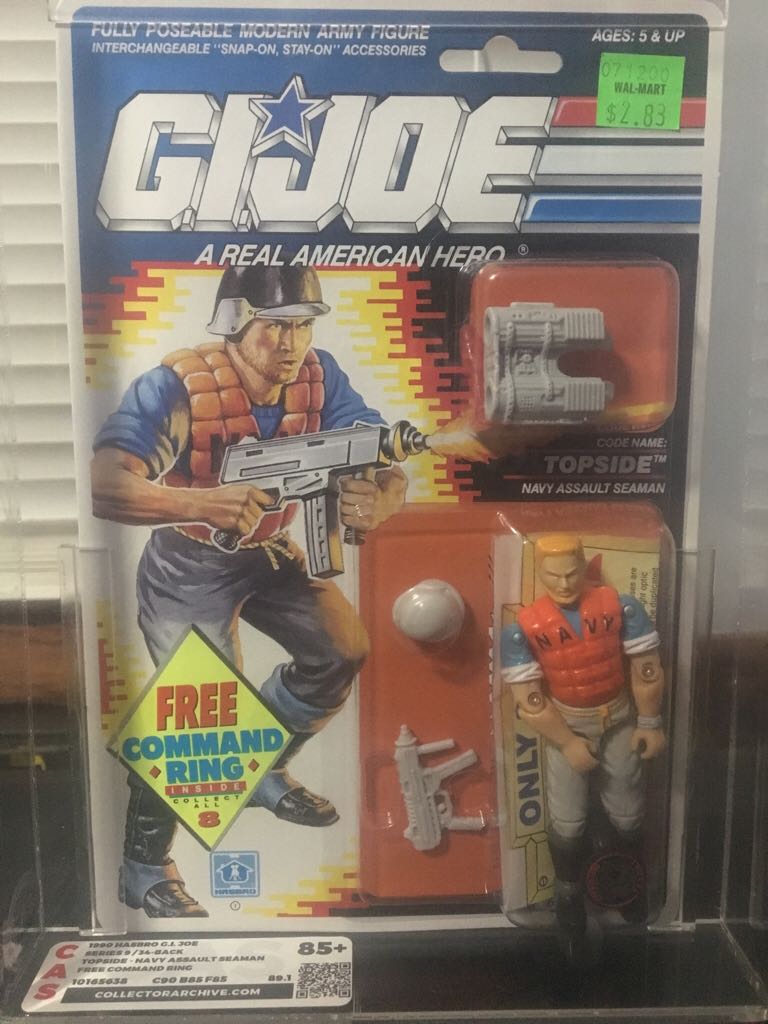 FULLY POSEABLE MODERN ARMY FIGURE
INTERCHANGEABLE "SNAP-ON, STAY-ON" ACCESSORIES
AGES: 5 & UP
071200
WAL-MART
$2.83
G.I.JOE
A REAL AMERICAN HERO®
CODE NAME:
TOPSIDE™
NAVY ASSAULT SEAMAN
NAVY
ONLY
FREE
COMMAND
RING
INSIDE
COLLECT
ALL
8
HASBRO
CAS
1990 HASBRO G.I. JOE
SERIES 9/34-BACK
TOPSIDE - NAVY ASSAULT SEAMAN
FREE COMMAND RING
10165638 C90 B85 F85 89.1
85+
COLLECTORARCHIVE.COM